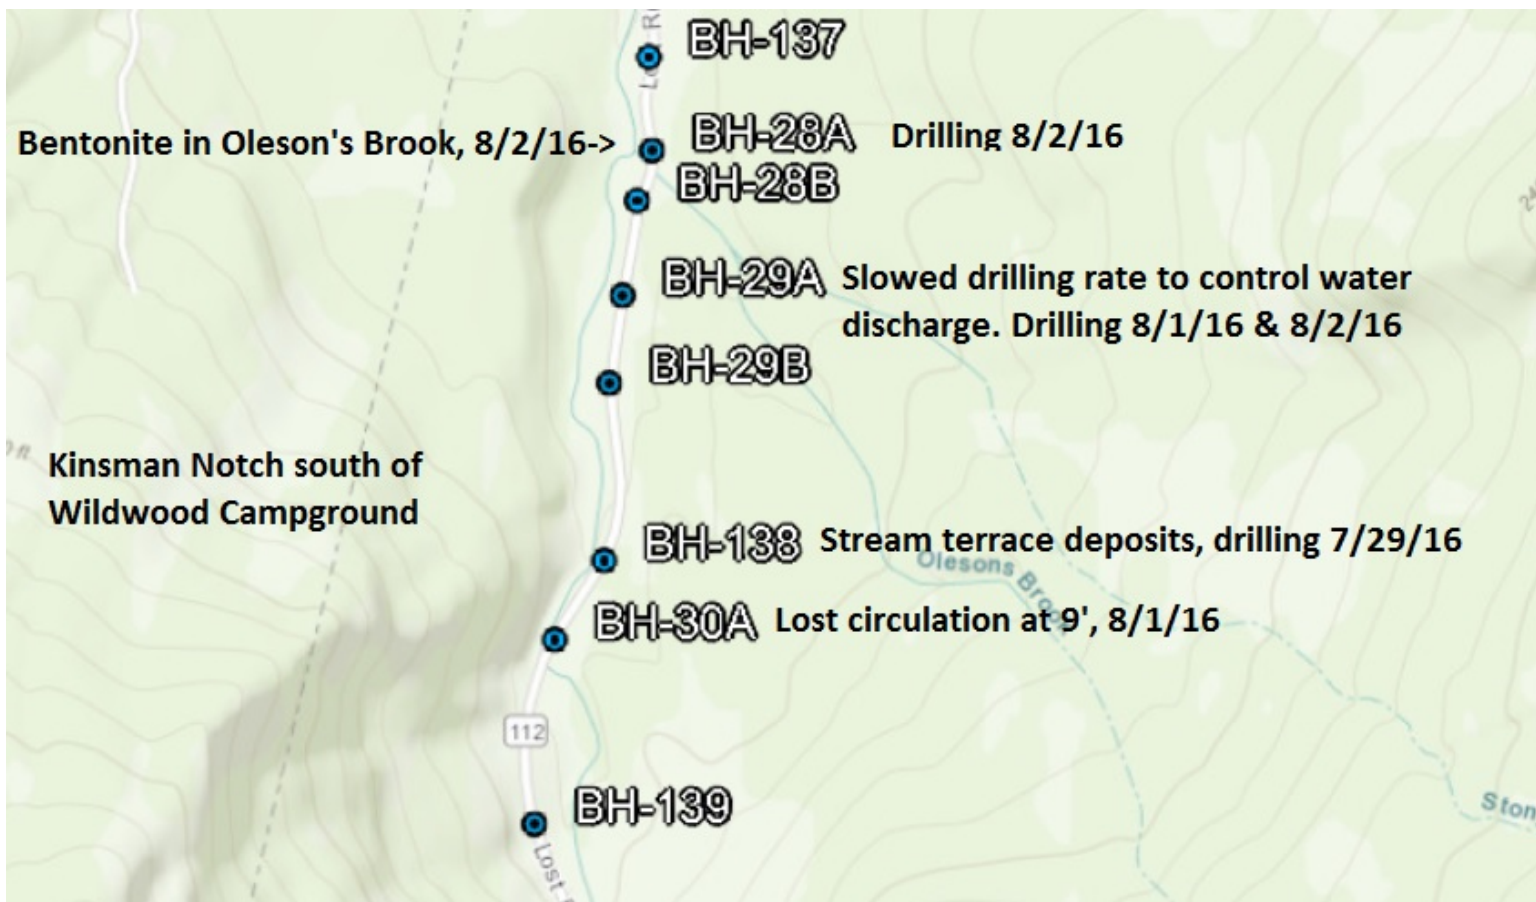 BH-137
Bentonite in Oleson's Brook, 8/2/16->
BH-28A
Drilling 8/2/16
BH-28B
BH-29A
Slowed drilling rate to control water
discharge. Drilling 8/1/16 & 8/2/16
BH-29B
Kinsman Notch south of
Wildwood Campground
BH-138
Stream terrace deposits, drilling 7/29/16
Olesons Brook
BH-30A
Lost circulation at 9', 8/1/16
112
BH-139
Lost